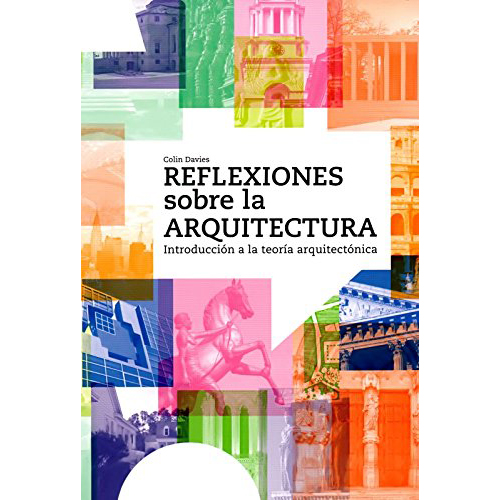 Colin Davies
REFLEXIONES
sobre la
ARQUITECTURA
Introducción a la teoría arquitectónica